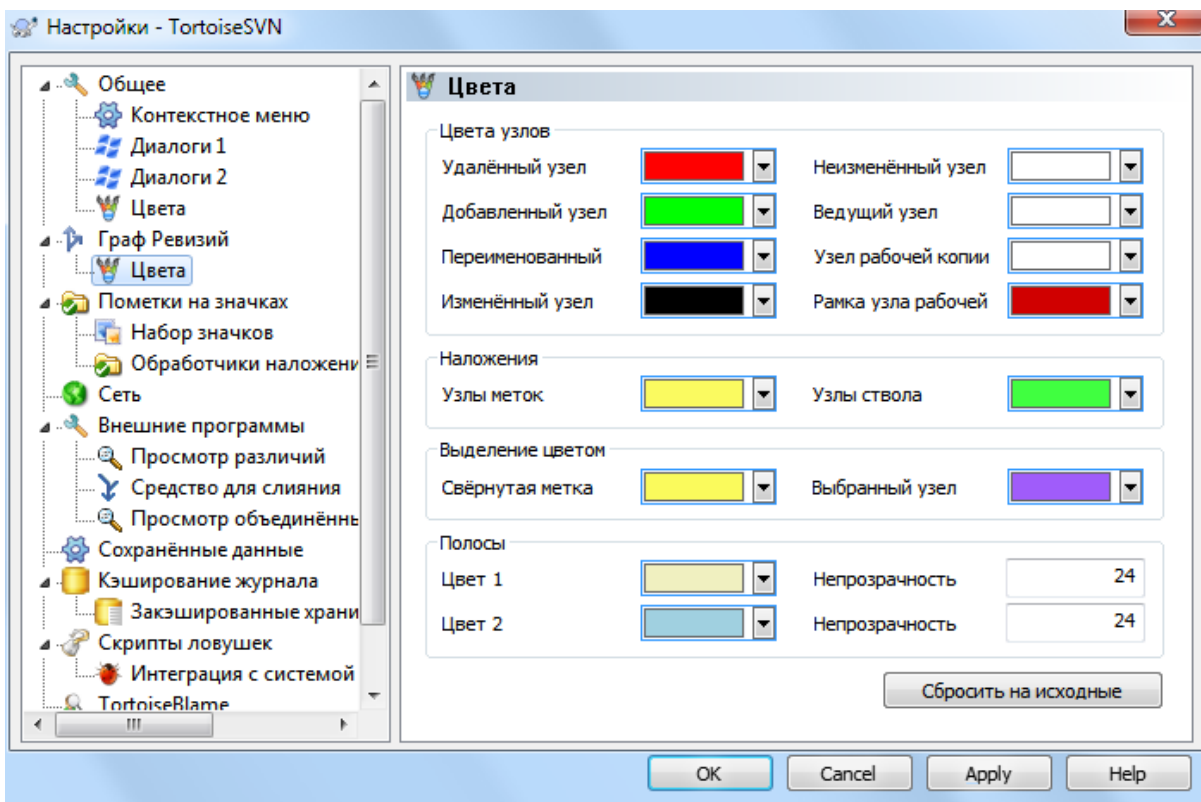 Настройки - TortoiseSVN
Общее
Контекстное меню
Диалоги 1
Диалоги 2
Цвета
Граф Ревизий
Цвета
Пометки на значках
Набор значков
Обработчики наложени
Сеть
Внешние программы
Просмотр различий
Средство для слияния
Просмотр объединённь
Сохранённые данные
Кэширование журнала
Закэшированные храни
Скрипты ловушек
Интеграция с системой
TortoiseBlame
Цвета
Цвета узлов
Удалённый узел
Неизменённый узел
Добавленный узел
Ведущий узел
Переименованный
Узел рабочей копии
Изменённый узел
Рамка узла рабочей
Наложения
Узлы меток
Узлы ствола
Выделение цветом
Свёрнутая метка
Выбранный узел
Полосы
Цвет 1
Непрозрачность
24
Цвет 2
Непрозрачность
24
Сбросить на исходные
OK
Cancel
Apply
Help